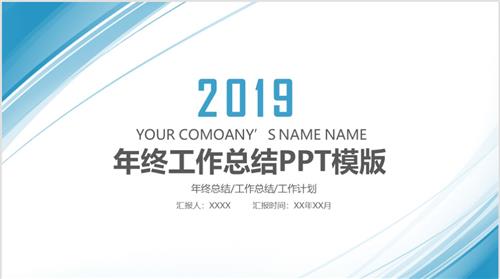 2019
YOUR COMOANY’S NAME NAME
年终工作总结PPT模版
年终总结/工作总结/工作计划
汇报人：XXXX 汇报时间：XX年XX月